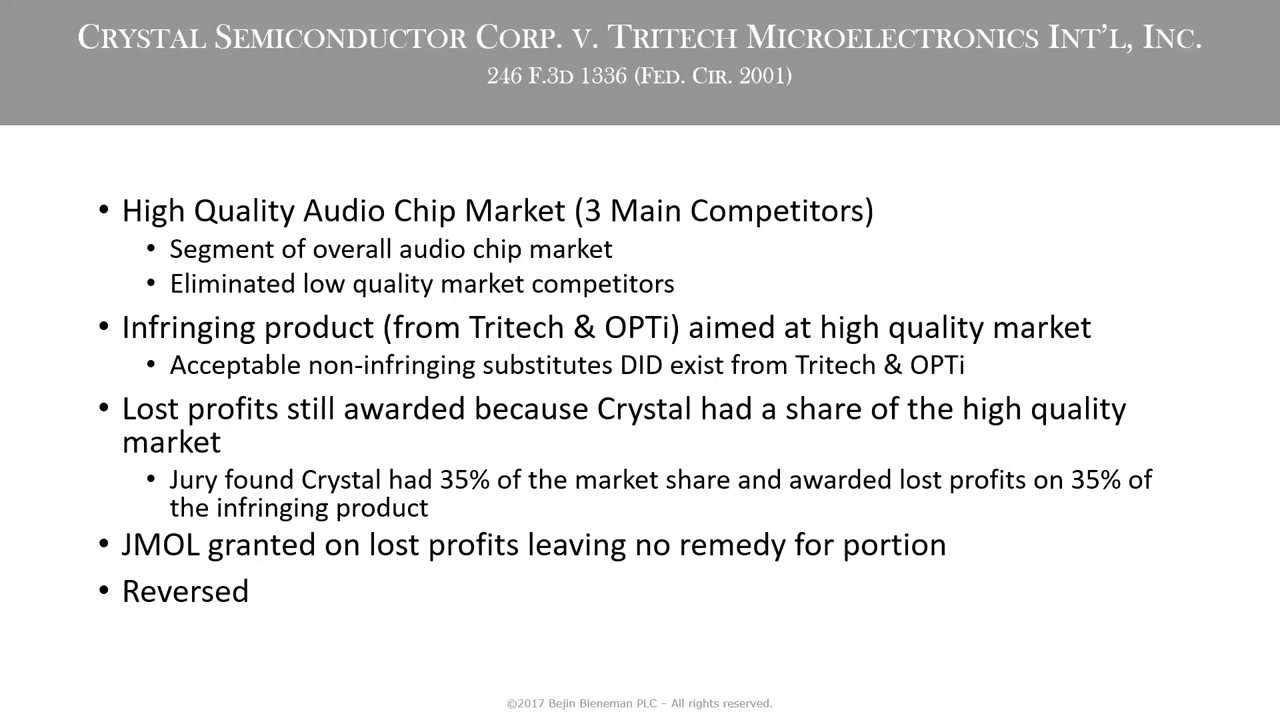 CRYSTAL SEMICONDUCTOR CORP. V. TRITECH MICROELECTRONICS INT'L, INC.
246 F.3D 1336 (FED. CIR. 2001)
• High Quality Audio Chip Market (3 Main Competitors)
• Segment of overall audio chip market
• Eliminated low quality market competitors
• Infringing product (from Tritech & OPTi) aimed at high quality market
• Acceptable non-infringing substitutes DID exist from Tritech & OPTi
• Lost profits still awarded because Crystal had a share of the high quality
market
• Jury found Crystal had 35% of the market share and awarded lost profits on 35% of
the infringing product
• JMOL granted on lost profits leaving no remedy for portion
• Reversed
©2017 Bejin Bieneman PLC – All rights reserved.